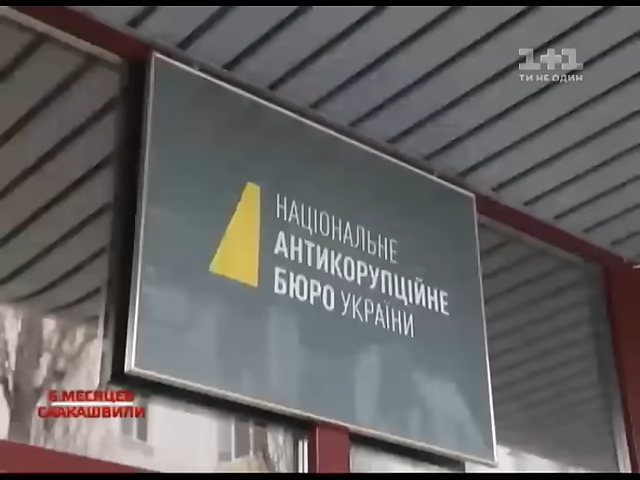 1+1
ТИ НЕ ОДИН
НАЦІОНАЛЬНЕ
АНТИКОРУПЦІЙНЕ
БЮРО УКРАЇНИ
6 МЕСЯЦЕВ
СААКАШВИЛИ